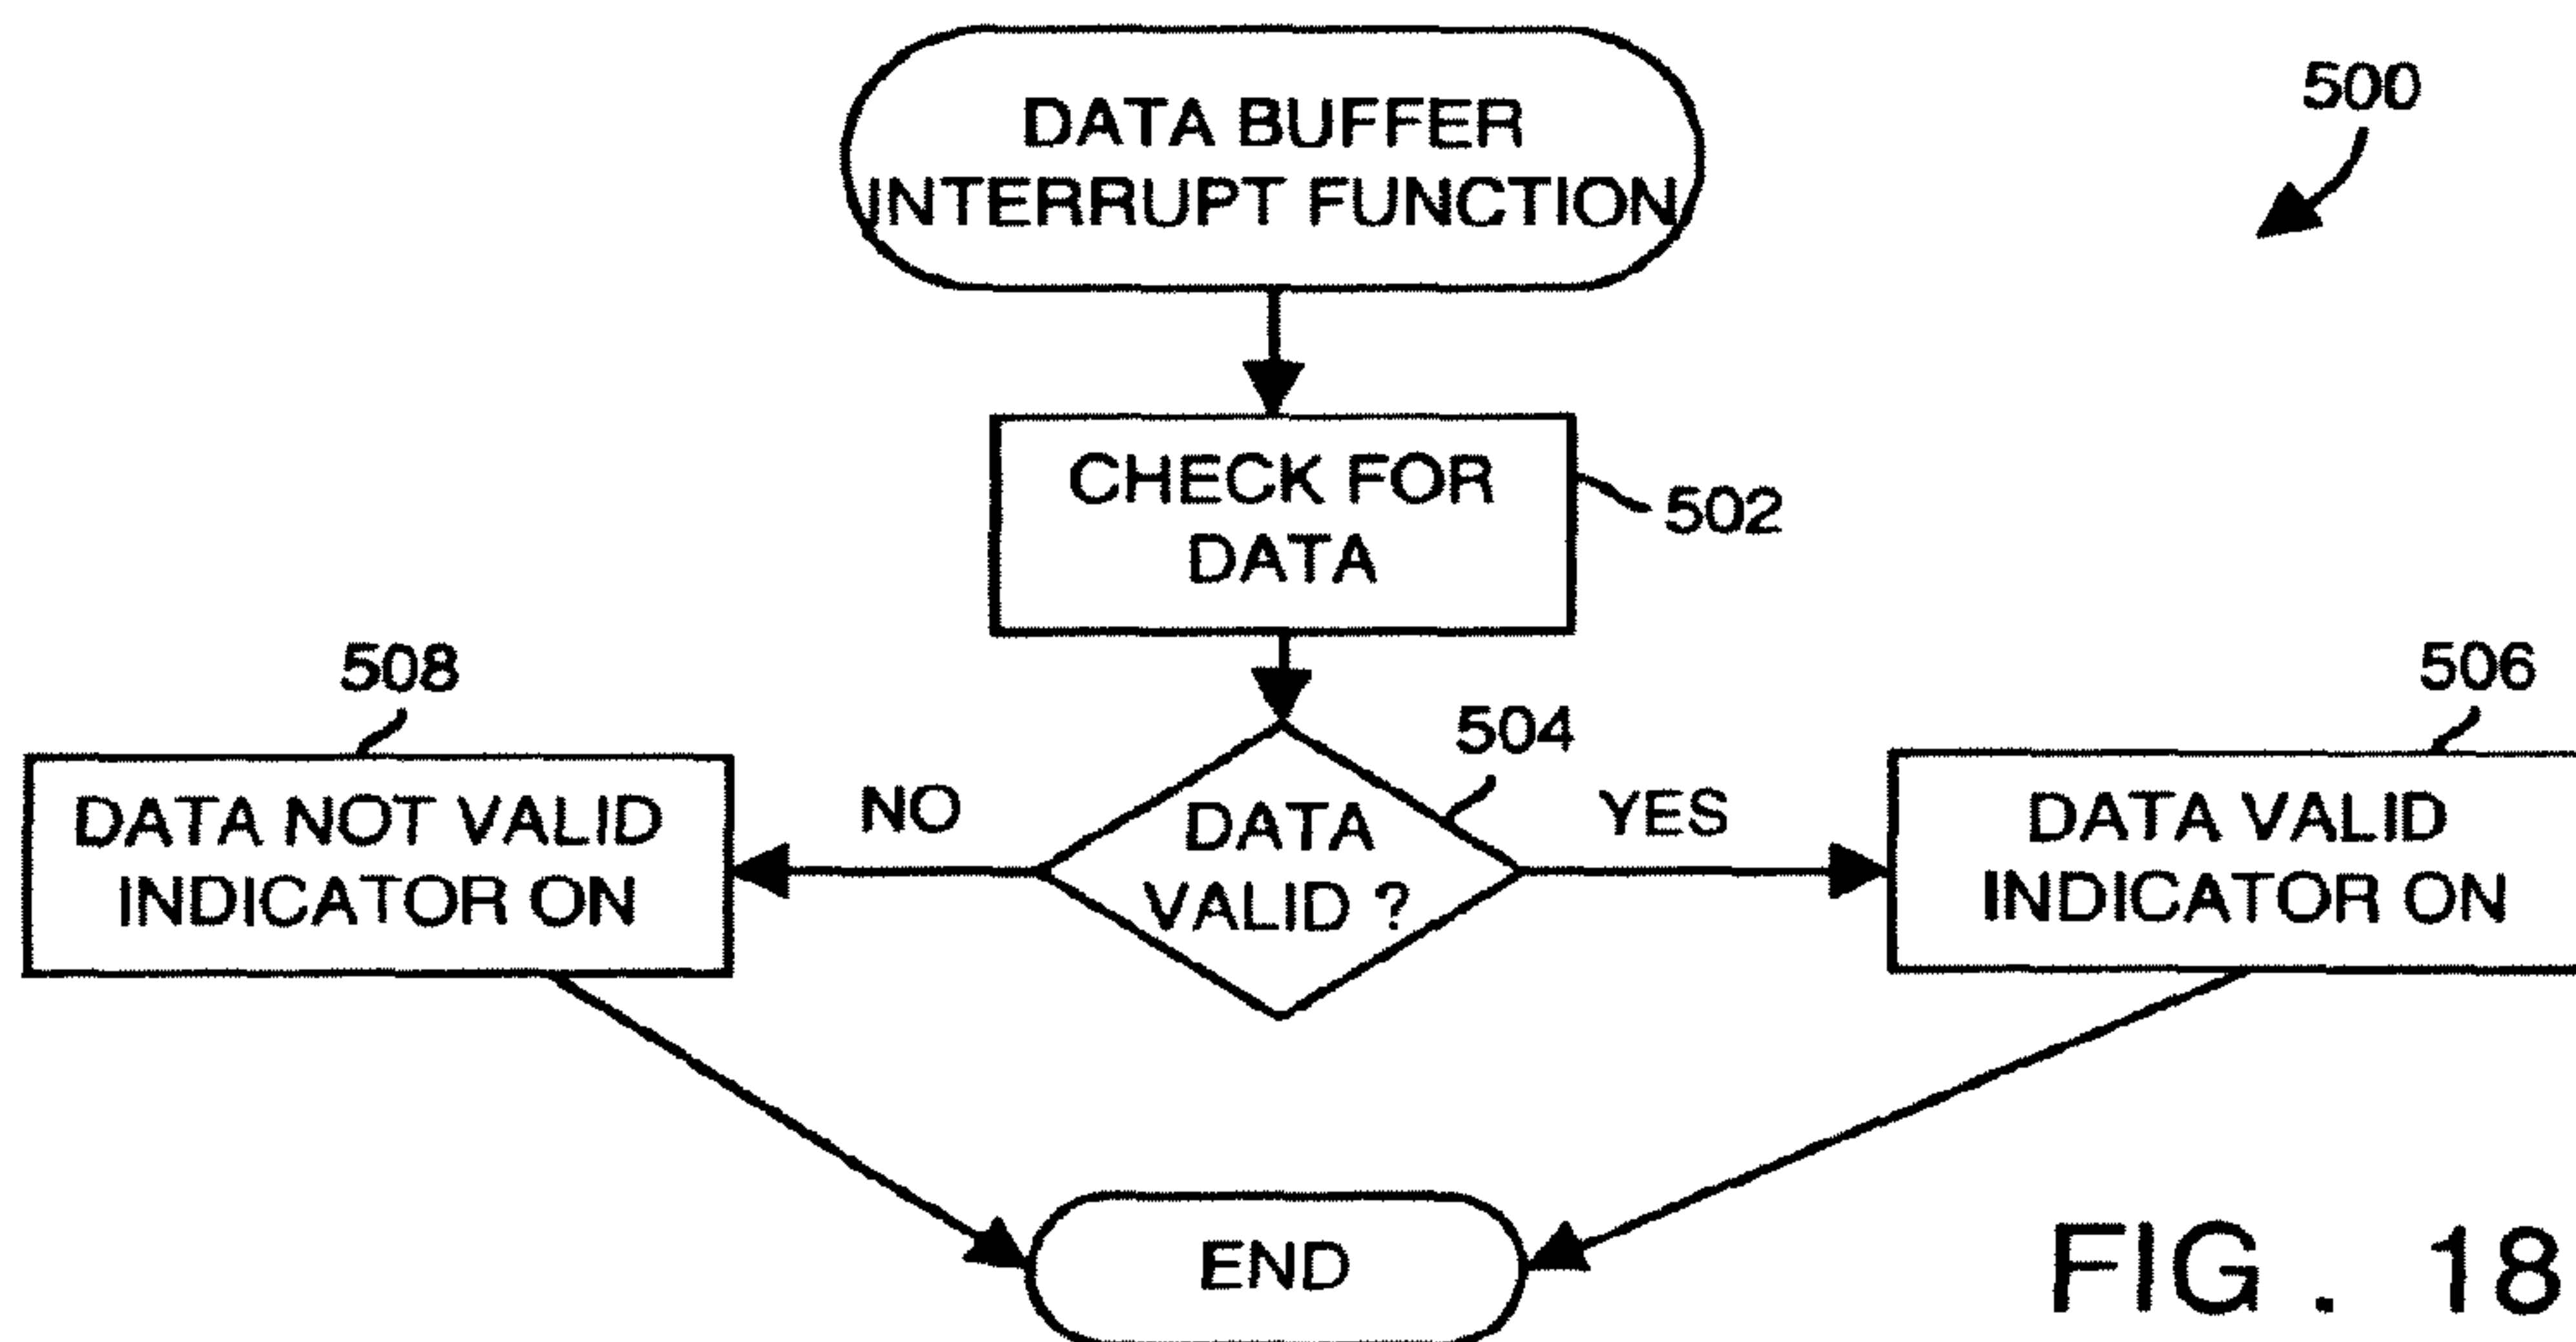 DATA BUFFER
INTERRUPT FUNCTION
500
CHECK FOR
DATA
502
508
504
506
DATA NOT VALID
INDICATOR ON
NO
DATA
VALID ?
YES
DATA VALID
INDICATOR ON
END
FIG . 18